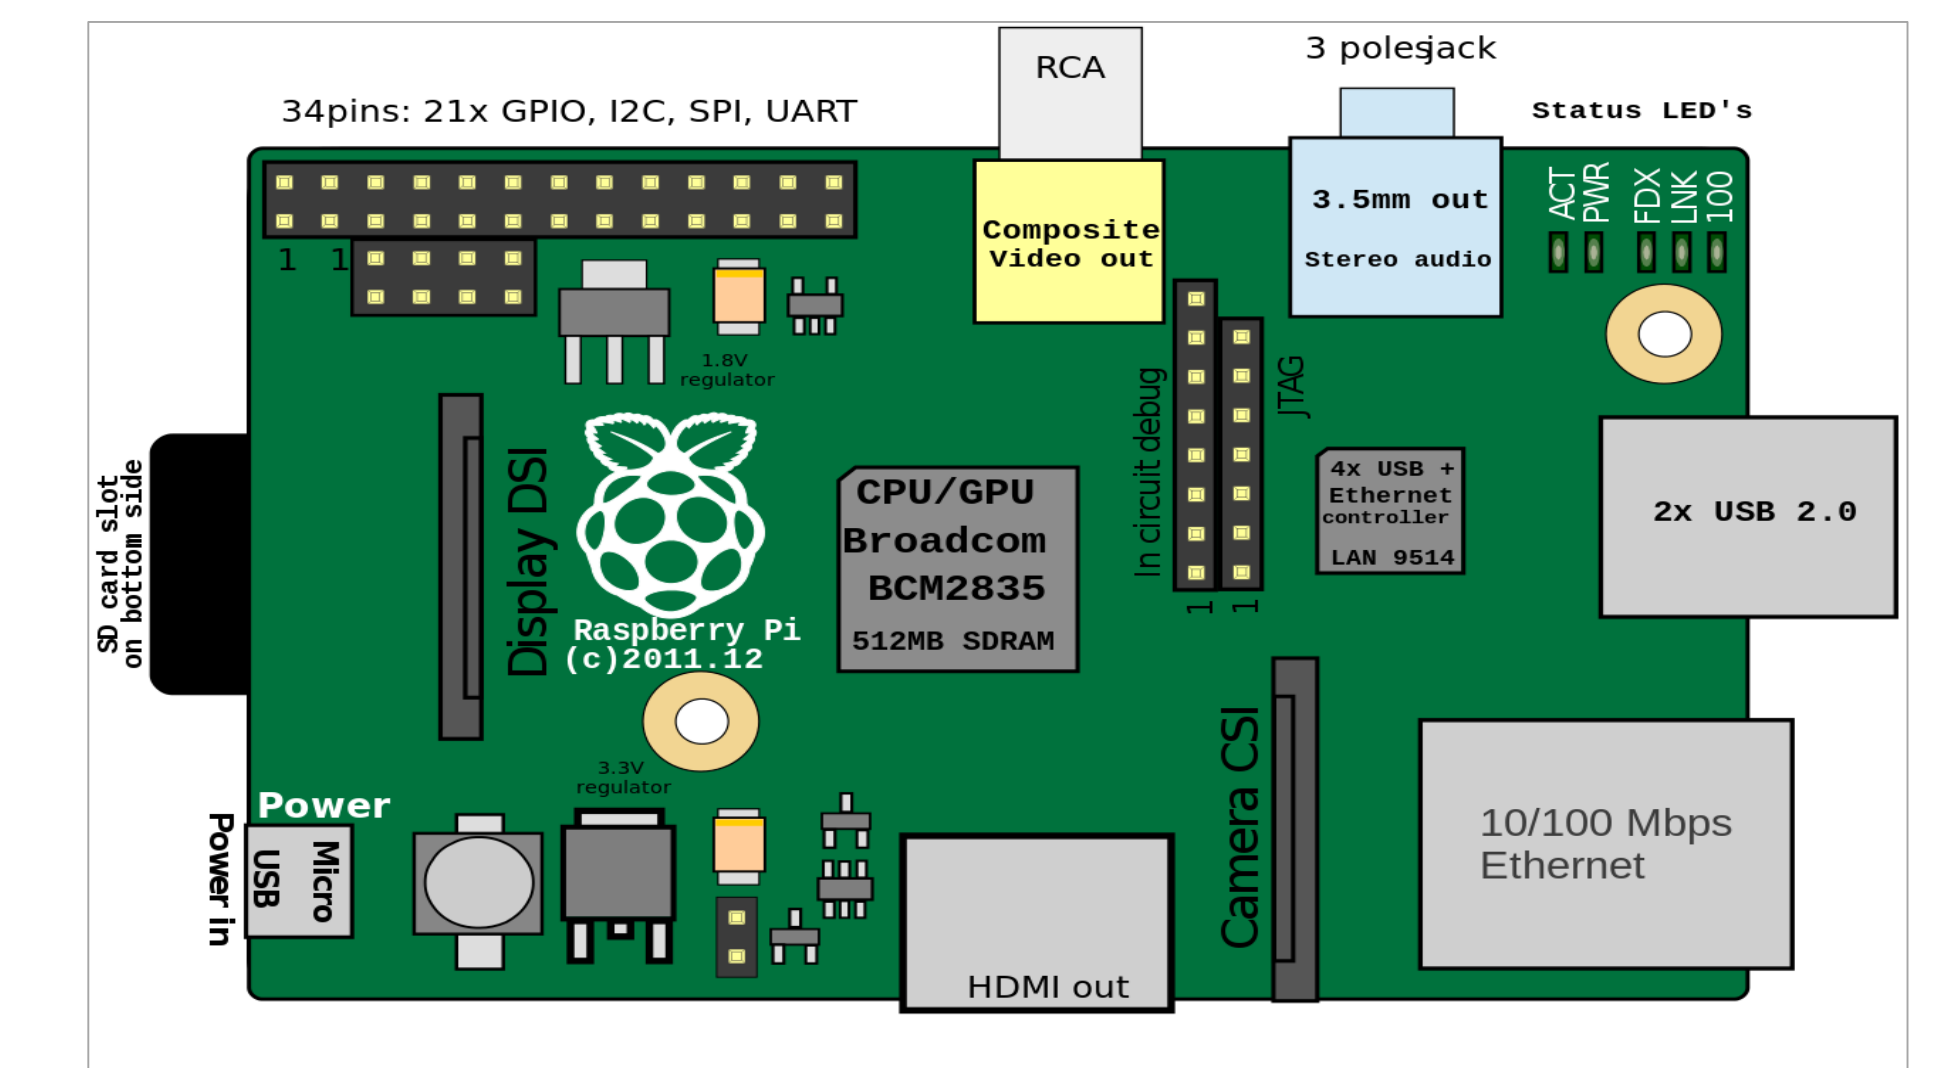 RCA
3 polesjack
34pins: 21x GPIO, I2C, SPI, UART
Status LED's
ACT
PWR
FDX
LNK
100
3.5mm out
Stereo audio
Composite
Video out
1
1
1.8V
regulator
In circuit debug
JTAG
1
1
SD card slot
on bottom side
Display DSI
Raspberry Pi
(c)2011.12
CPU/GPU
Broadcom
BCM2835
512MB SDRAM
4x USB +
Ethernet
controller
LAN 9514
2x USB 2.0
3.3V
regulator
Power
Power in
Micro
USB
HDMI out
Camera CSI
10/100 Mbps
Ethernet